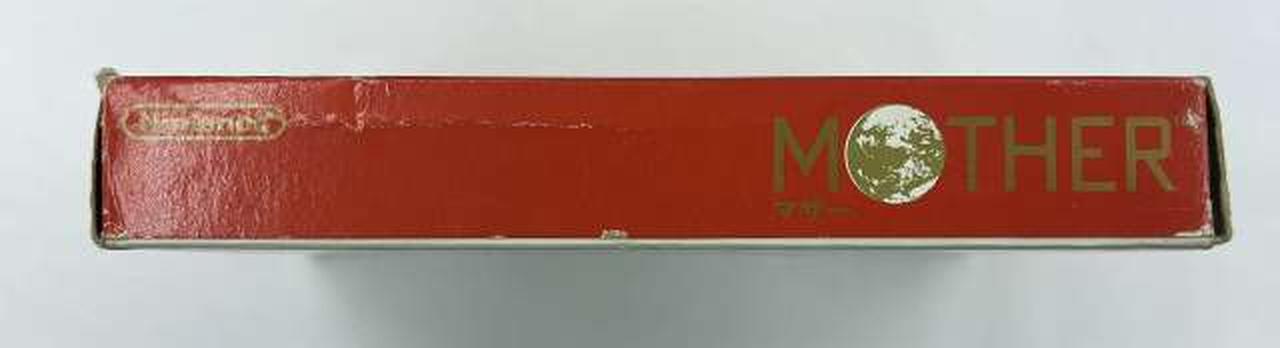 Nintendo
MOTHER
マザー